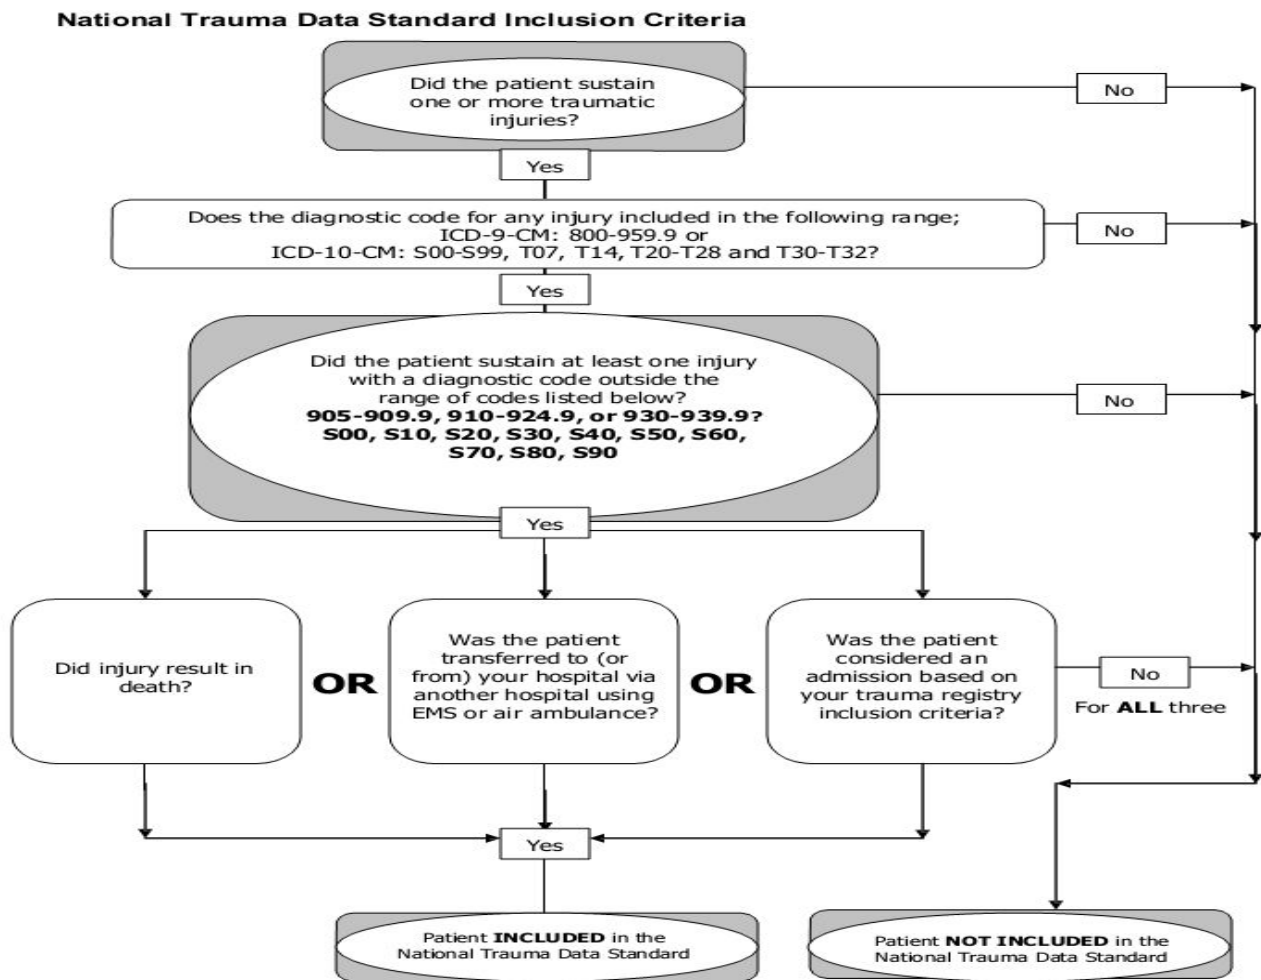 National Trauma Data Standard Inclusion Criteria
Did the patient sustain
one or more traumatic
injuries?
No
Yes
Does the diagnostic code for any injury included in the following range;
ICD-9-CM: 800-959.9 or
ICD-10-CM: S00-S99, T07, T14, T20-T28 and T30-T32?
No
Yes
Did the patient sustain at least one injury
with a diagnostic code outside the
range of codes listed below?
905-909.9, 910-924.9, or 930-939.9?
S00, S10, S20, S30, S40, S50, S60,
S70, S80, S90
No
Yes
Did injury result in
death?
OR
Was the patient
transferred to (or
from) your hospital via
another hospital using
EMS or air ambulance?
OR
Was the patient
considered an
admission based on
your trauma registry
inclusion criteria?
No
For ALL three
Yes
Patient INCLUDED in the
National Trauma Data Standard
Patient NOT INCLUDED in the
National Trauma Data Standard